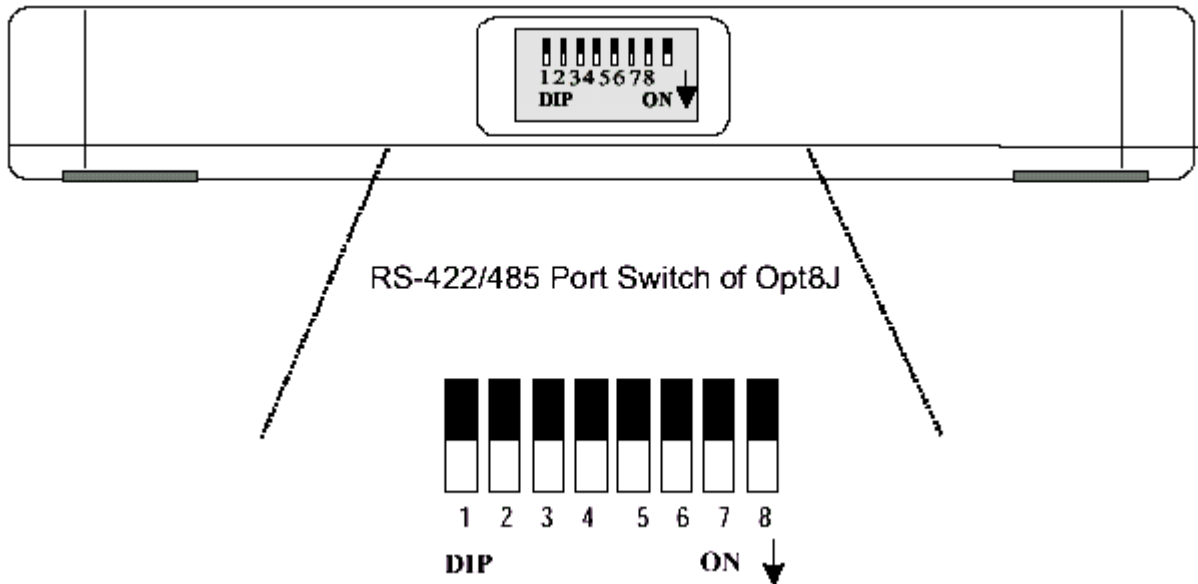 12345678
DIP ON
RS-422/485 Port Switch of Opt8J
1 2 3 4 5 6 7 8
DIP ON